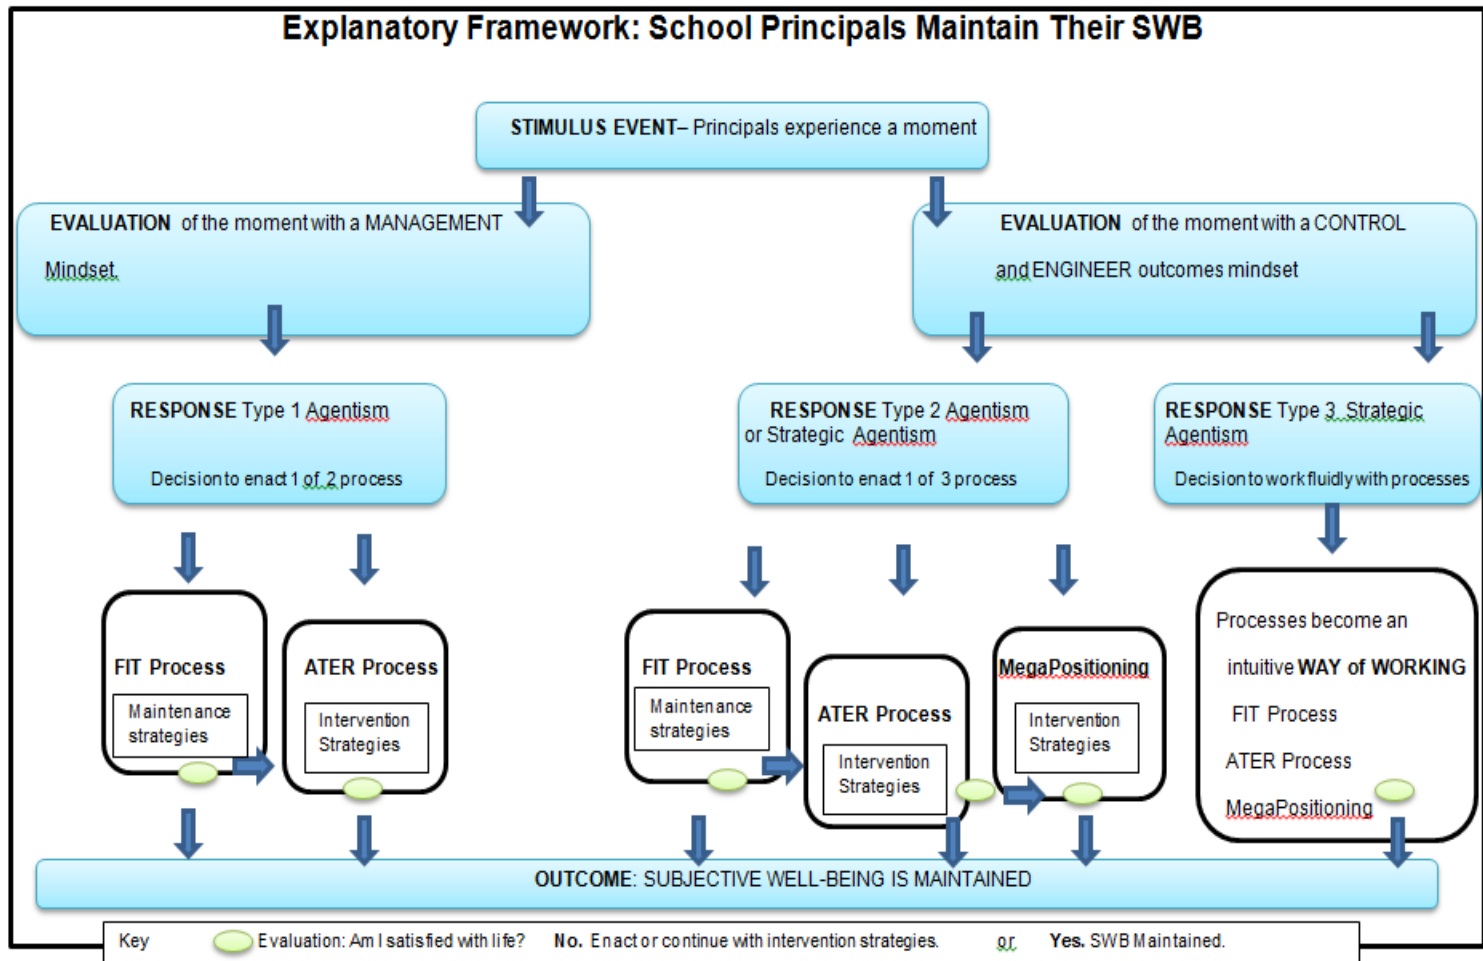 Explanatory Framework: School Principals Maintain Their SWB
STIMULUS EVENT– Principals experience a moment
EVALUATION of the moment with a MANAGEMENT
Mindset.
EVALUATION of the moment with a CONTROL
and ENGINEER outcomes mindset
RESPONSE Type 1 Agentism
Decision to enact 1 of 2 process
RESPONSE Type 2 Agentism
or Strategic Agentism
Decision to enact 1 of 3 process
RESPONSE Type 3 Strategic
Agentism
Decision to work fluidly with processes
FIT Process
Maintenance
strategies
ATER Process
Intervention
Strategies
FIT Process
Maintenance
strategies
ATER Process
Intervention
Strategies
MegaPositioning
Intervention
Strategies
Processes become an
intuitive WAY of WORKING
FIT Process
ATER Process
MegaPositioning
OUTCOME: SUBJECTIVE WELL-BEING IS MAINTAINED
Key Evaluation: Am I satisfied with life? No. Enact or continue with intervention strategies. or Yes. SWB Maintained.